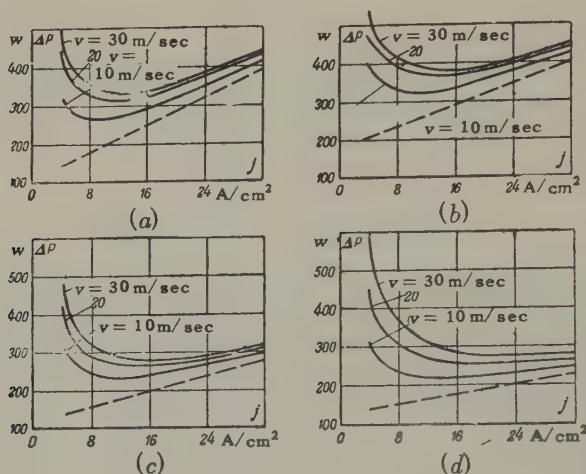 w Δp v = 30 m/sec
20 v =
10 m/sec
400
300
200
100
0 8 16 24 A/cm²
j
(a)
w Δp v = 30 m/sec
20
500
400
300
200
v = 10 m/sec
100
0 8 16 24 A/cm²
j
(b)
w Δp
500
v = 30 m/sec
20
400
v = 10 m/sec
300
200
100
0 8 16 24 A/cm²
j
(c)
w Δp
500
v = 30 m/sec
20
400
v = 10 m/sec
300
200
100
0 8 16 24 A/cm²
j
(d)